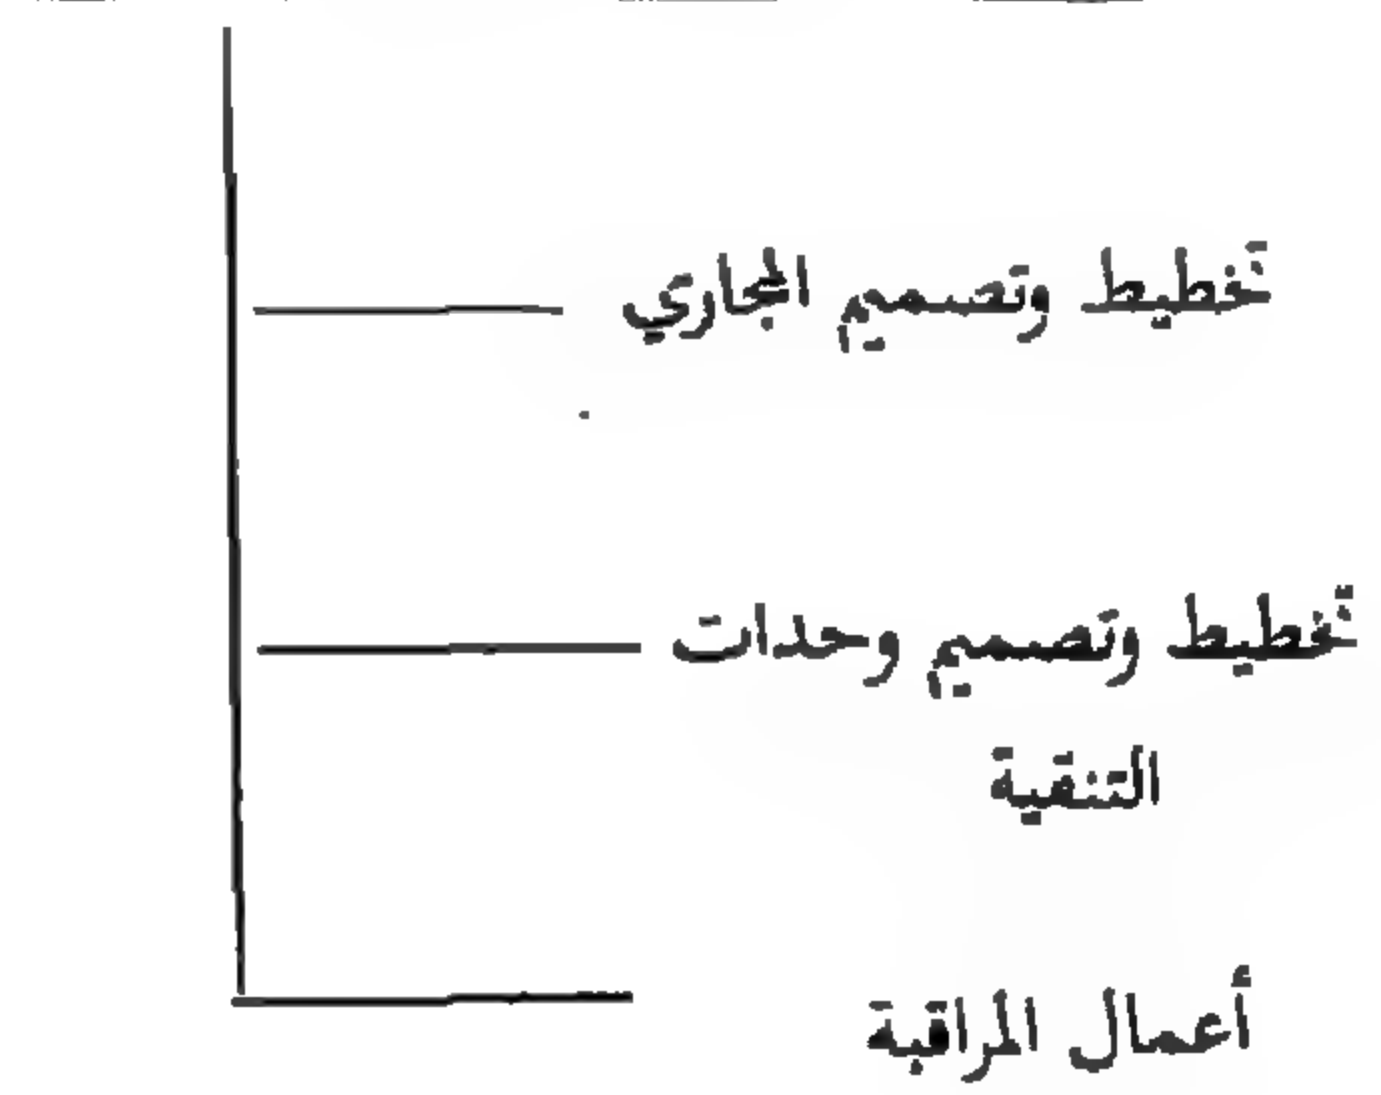 تخطيط وتصميم المجاري
تخطيط وتصميم وحدات
التنقية
أعمال المراقبة